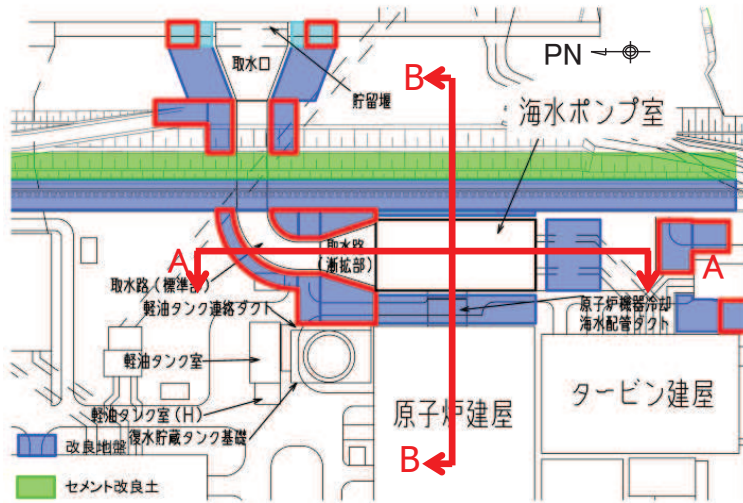 PN
取水口
貯留堰
B
海水ポンプ室
A
取水路
(漸拡部)
A
取水路(標準部)
軽油タンク連絡ダクト
原子炉機器冷却
海水配管ダクト
軽油タンク室
タービン建屋
原子炉建屋
軽油タンク室(H)
復水貯蔵タンク基礎
B
改良地盤
セメント改良土